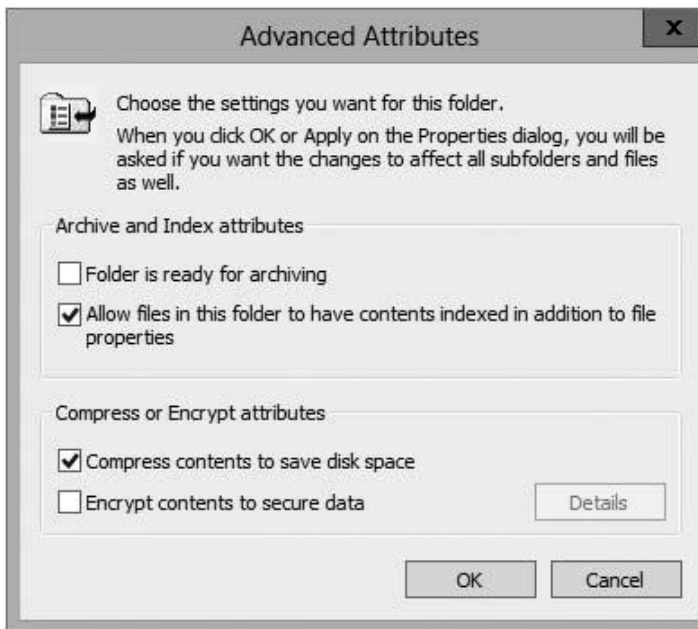 Advanced Attributes
x
Choose the settings you want for this folder.
When you click OK or Apply on the Properties dialog, you will be
asked if you want the changes to affect all subfolders and files
as well.
Archive and Index attributes
Folder is ready for archiving
Allow files in this folder to have contents indexed in addition to file
properties
Compress or Encrypt attributes
Compress contents to save disk space
Encrypt contents to secure data
Details
OK
Cancel